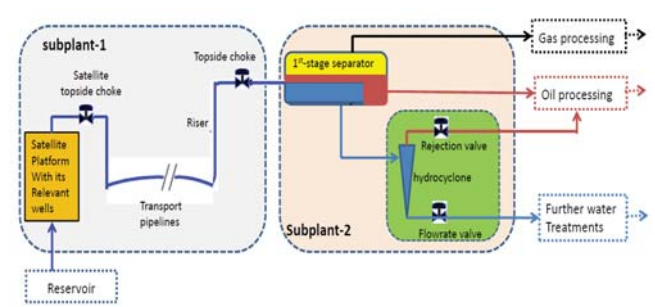 subplant-1
Topside choke
Satellite
topside choke
Riser
Satellite
Platform
With its
Relevant
wells
Transport
pipelines
Reservoir
1st-stage separator
Gas processing
Oil processing
Rejection valve
hydrocyclone
Flowrate valve
Subplant-2
Further water
Treatments